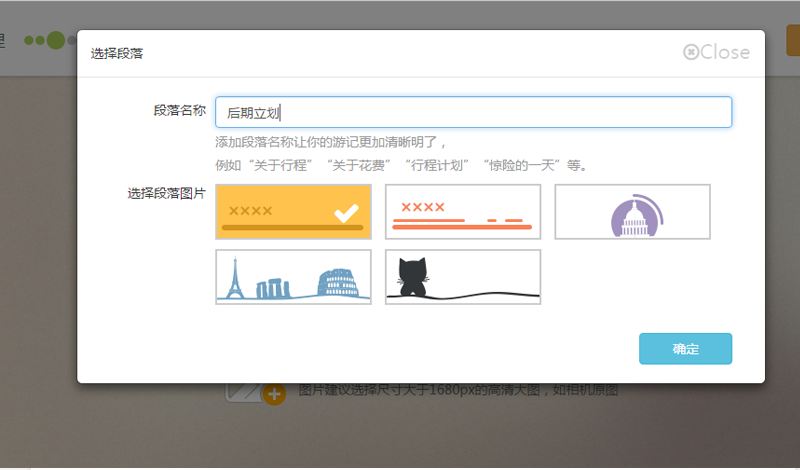 选择段落
Close
段落名称
后期立划
添加段落名称让你的游记更加清晰明了，
例如“关于行程”“关于花费”“行程计划”“惊险的一天”等。
选择段落图片
××××
××××
确定
图片建议选择尺寸大于1680px的高清大图，如相机原图